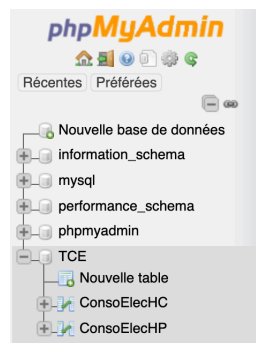 phpMyAdmin
Récentes Préférées
Nouvelle base de données
information_schema
mysql
performance_schema
phpmyadmin
TCE
Nouvelle table
ConsoElecHC
ConsoElecHP